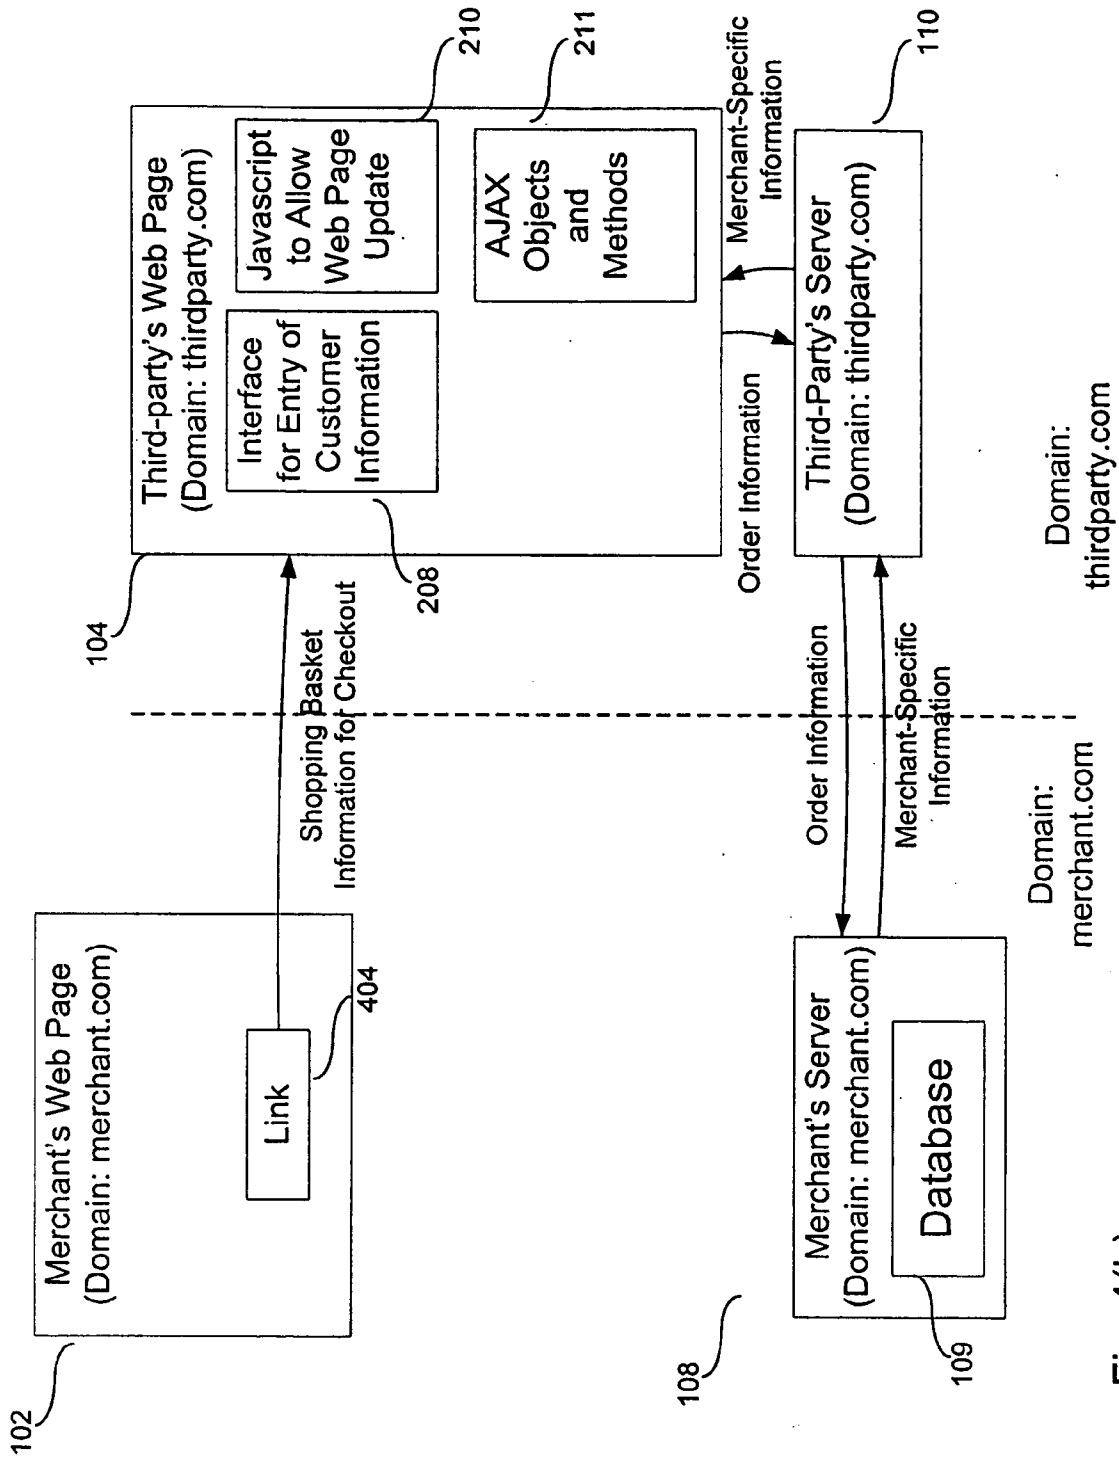 102
Merchant's Web Page
(Domain: merchant.com)
Link
404
Shopping Basket
Information for Checkout
104
Third-party's Web Page
(Domain: thirdparty.com)
Interface
for Entry of
Customer
Information
208
Javascript
to Allow
Web Page
Update
210
AJAX
Objects
and
Methods
211
Order Information
Merchant-Specific
Information
108
Merchant's Server
(Domain: merchant.com)
Database
109
Order Information
Merchant-Specific
Information
Third-Party's Server
(Domain: thirdparty.com)
110
Domain:
merchant.com
Domain:
thirdparty.com